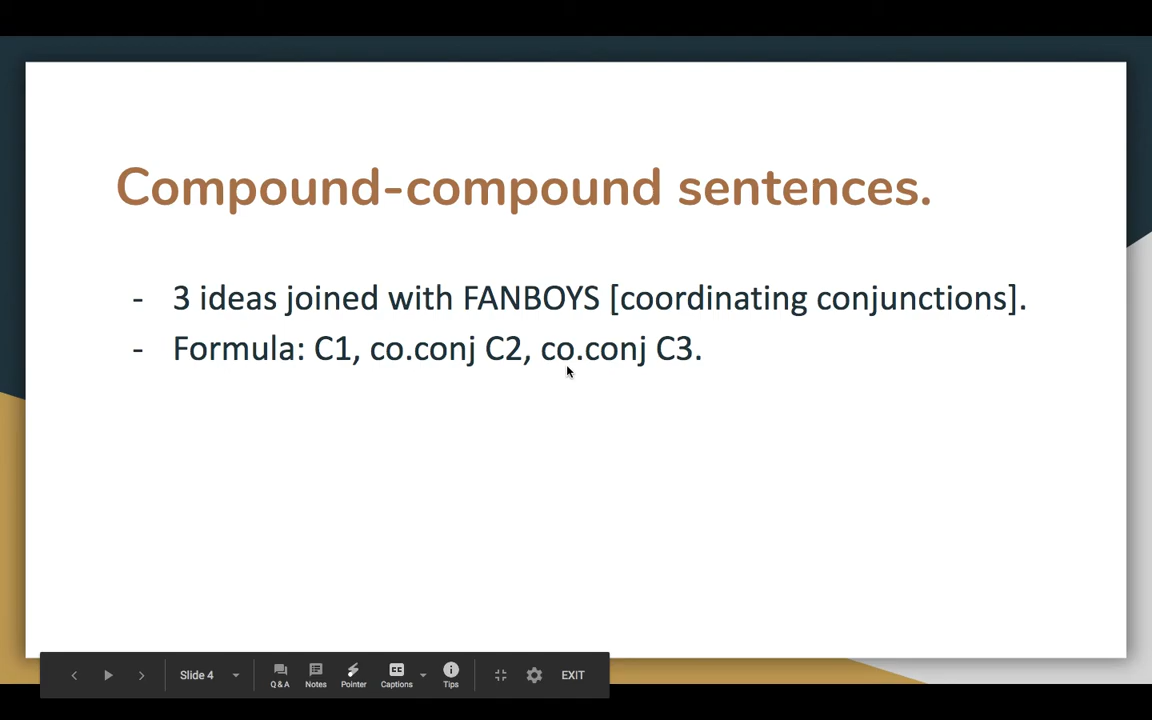 Compound-compound sentences.
- 3 ideas joined with FANBOYS [coordinating conjunctions].
- Formula: C1, co.conj C2, co.conj C3.
Slide 4
Q & A
Notes
Pointer
CC
Captions
Tips
EXIT